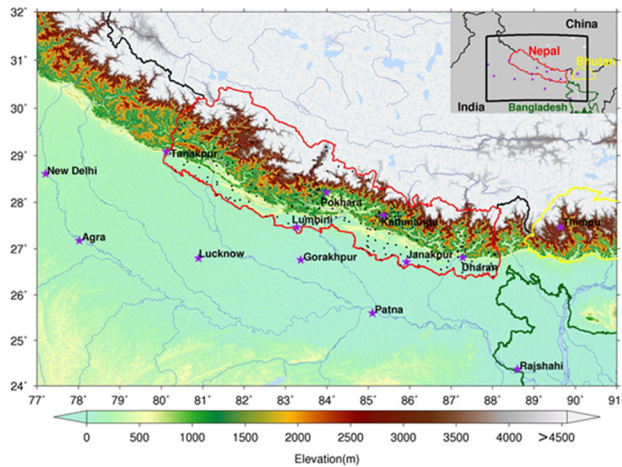 32˚
31˚
30˚
29˚
28˚
27˚
26˚
25˚
24˚
China
Nepal
Bhutan
India
Bangladesh
New Delhi
Tanakpur
Pokhara
Kathmandu
Thimpu
Agra
Lumbini
Lucknow
Gorakhpur
Janakpur
Dharan
Patna
Rajshahi
77˚ 78˚ 79˚ 80˚ 81˚ 82˚ 83˚ 84˚ 85˚ 86˚ 87˚ 88˚ 89˚ 90˚ 91
0 500 1000 1500 2000 2500 3000 3500 4000 >4500
Elevation(m)